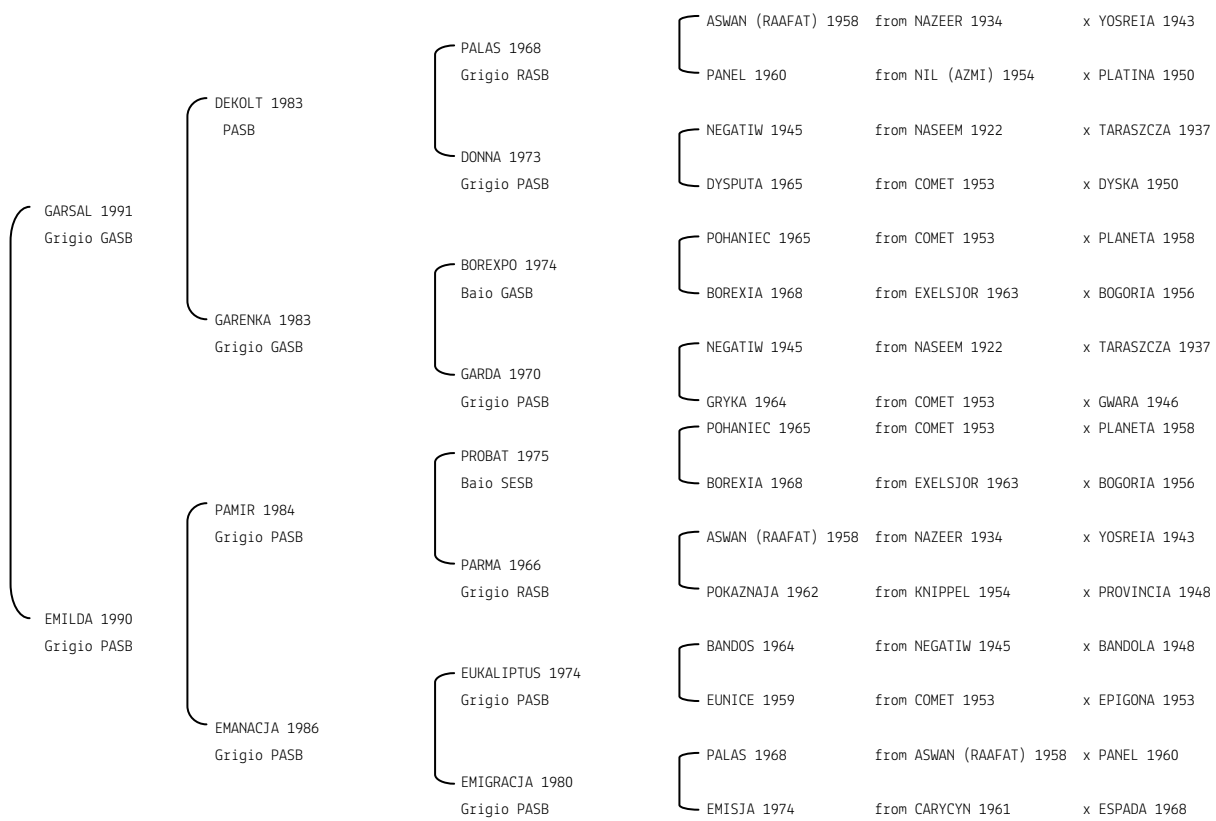 ASWAN (RAAFAT) 1958 from NAZEER 1934 x YOSREIA 1943
PALAS 1968
Grigio RASB
PANEL 1960 from NIL (AZMI) 1954 x PLATINA 1950
DEKOLT 1983
PASB
NEGATIW 1945 from NASEEM 1922 x TARASZCZA 1937
DONNA 1973
Grigio PASB
DYSPUTA 1965 from COMET 1953 x DYSKA 1950
GARSAL 1991
Grigio GASB
POHANIEC 1965 from COMET 1953 x PLANETA 1958
BOREXPO 1974
Baio GASB
BOREXIA 1968 from EXELSJOR 1963 x BOGORIA 1956
GARENKA 1983
Grigio GASB
NEGATIW 1945 from NASEEM 1922 x TARASZCZA 1937
GARDA 1970
Grigio PASB
GRYKA 1964 from COMET 1953 x GWARA 1946
POHANIEC 1965 from COMET 1953 x PLANETA 1958
PROBAT 1975
Baio SESB
BOREXIA 1968 from EXELSJOR 1963 x BOGORIA 1956
PAMIR 1984
Grigio PASB
ASWAN (RAAFAT) 1958 from NAZEER 1934 x YOSREIA 1943
PARMA 1966
Grigio RASB
POKAZNAJA 1962 from KNIPPEL 1954 x PROVINCIA 1948
EMILDA 1990
Grigio PASB
BANDOS 1964 from NEGATIW 1945 x BANDOLA 1948
EUKALIPTUS 1974
Grigio PASB
EUNICE 1959 from COMET 1953 x EPIGONA 1953
EMANACJA 1986
Grigio PASB
PALAS 1968 from ASWAN (RAAFAT) 1958 x PANEL 1960
EMIGRACJA 1980
Grigio PASB
EMISJA 1974 from CARYCYN 1961 x ESPADA 1968